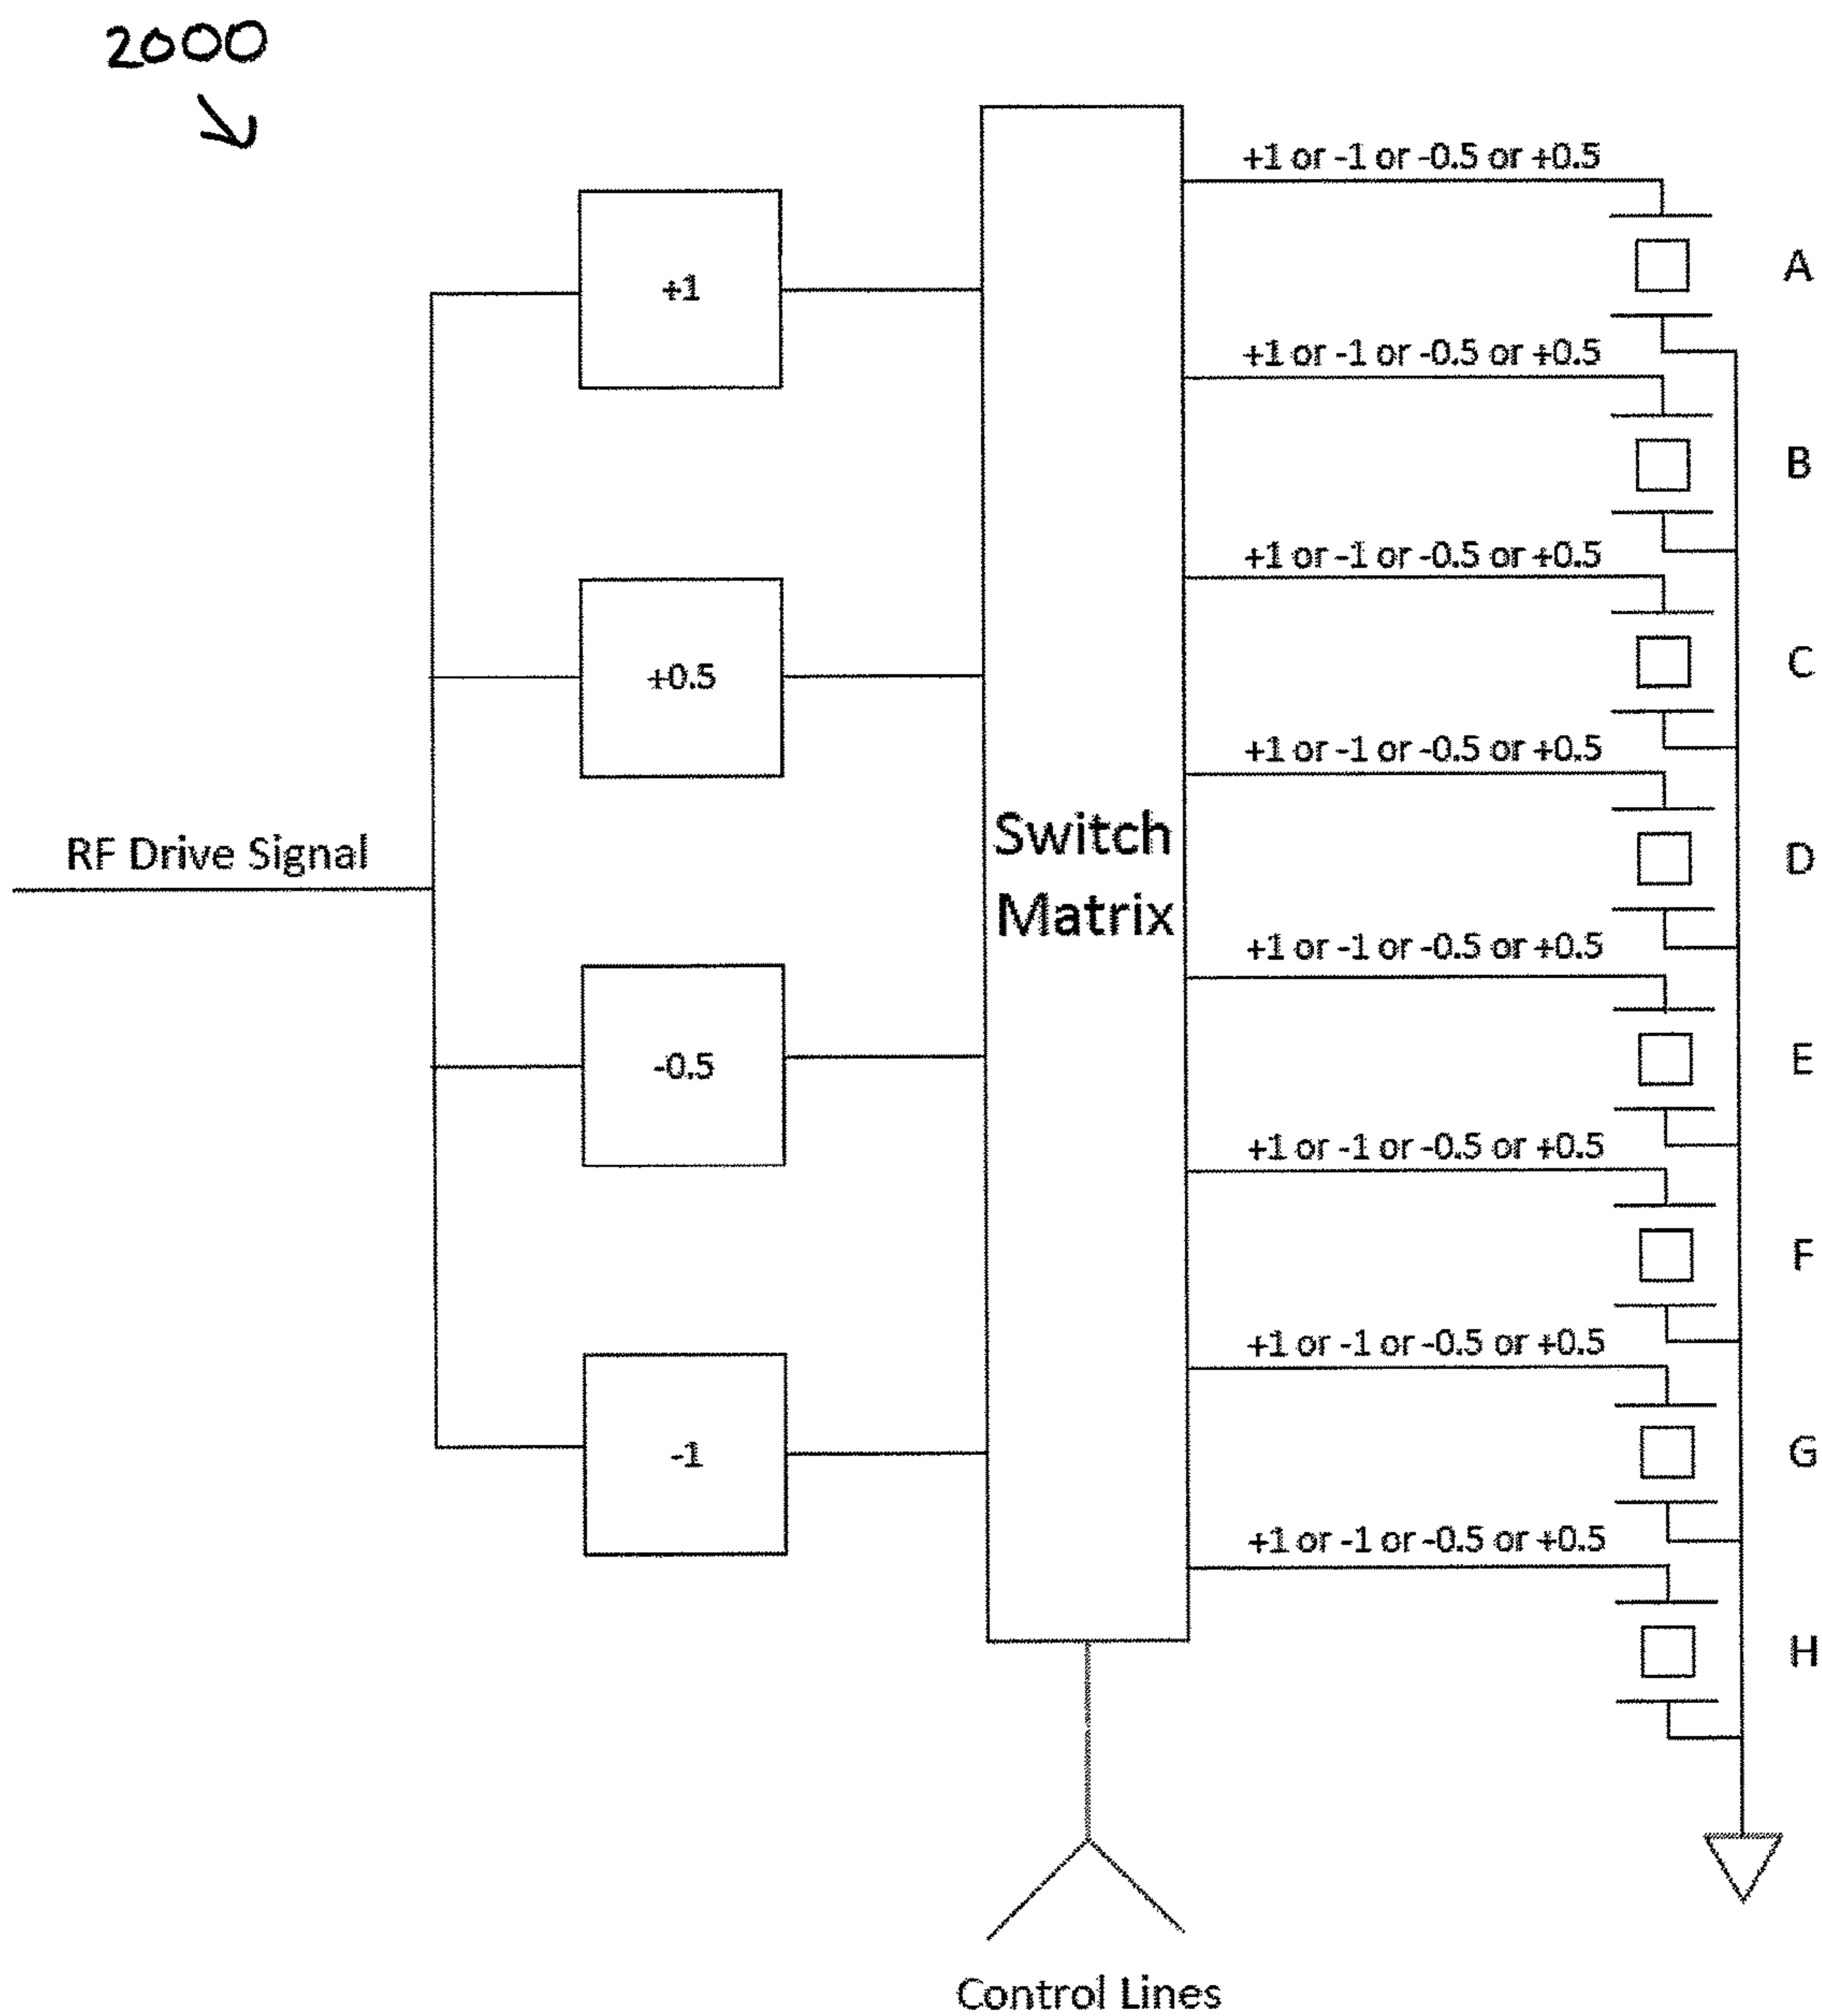 2000
+1 or -1 or -0.5 or +0.5
A
+1
+1 or -1 or -0.5 or +0.5
B
+1 or -1 or -0.5 or +0.5
C
+0.5
+1 or -1 or -0.5 or +0.5
D
RF Drive Signal
Switch
Matrix
+1 or -1 or -0.5 or +0.5
E
-0.5
+1 or -1 or -0.5 or +0.5
F
+1 or -1 or -0.5 or +0.5
G
-1
+1 or -1 or -0.5 or +0.5
H
Control Lines